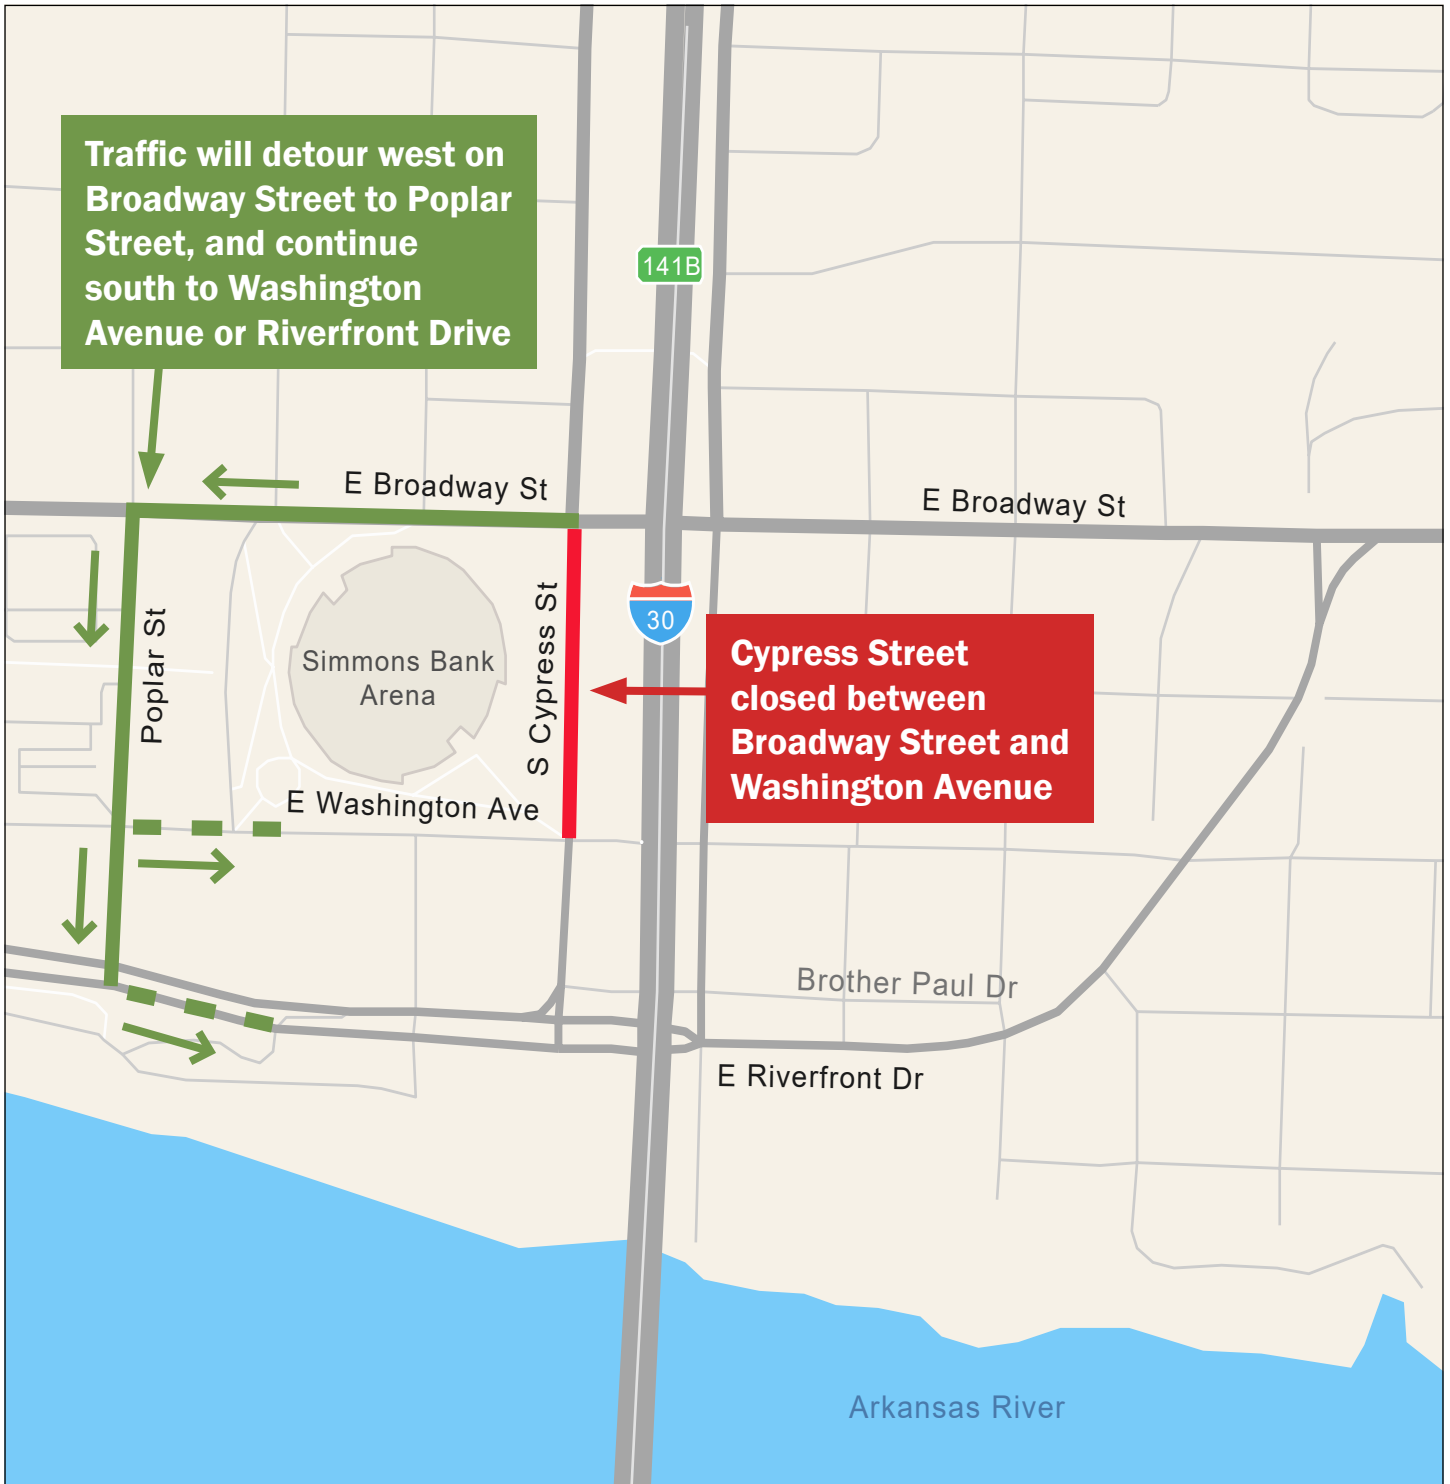 Traffic will detour west on
Broadway Street to Poplar
Street, and continue
south to Washington
Avenue or Riverfront Drive
141B
E Broadway St
E Broadway St
30
Poplar St
Simmons Bank
Arena
S Cypress St
Cypress Street
closed between
Broadway Street and
Washington Avenue
E Washington Ave
Brother Paul Dr
E Riverfront Dr
Arkansas River